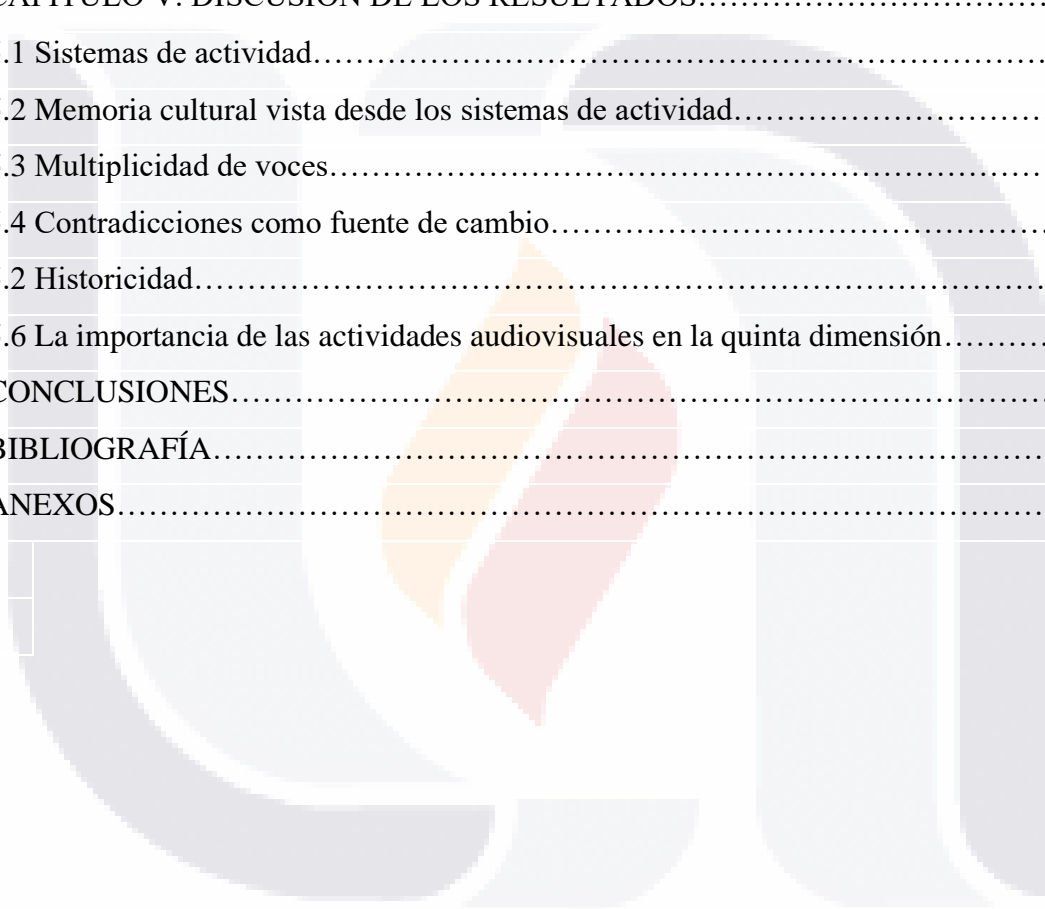 CAPÍTULO V. DISCUSIÓN DE LOS RESULTADOS……………………………
.1 Sistemas de actividad……………………………………………………………
.2 Memoria cultural vista desde los sistemas de actividad………………………
.3 Multiplicidad de voces……………………………………………………………
.4 Contradicciones como fuente de cambio………………………………………
.2 Historicidad………………………………………………………………………
.6 La importancia de las actividades audiovisuales en la quinta dimensión………
CONCLUSIONES……………………………………………………………………
BIBLIOGRAFÍA………………………………………………………………………
ANEXOS………………………………………………………………………………